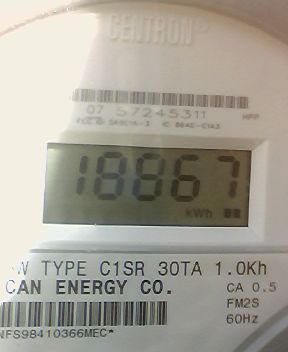 CENTRON
07 57245311
18867
kWh
W TYPE C1SR 30TA 1.0Kh
CAN ENERGY CO.
CA 0.5
FM2S
60Hz
NFS98410366MEC*